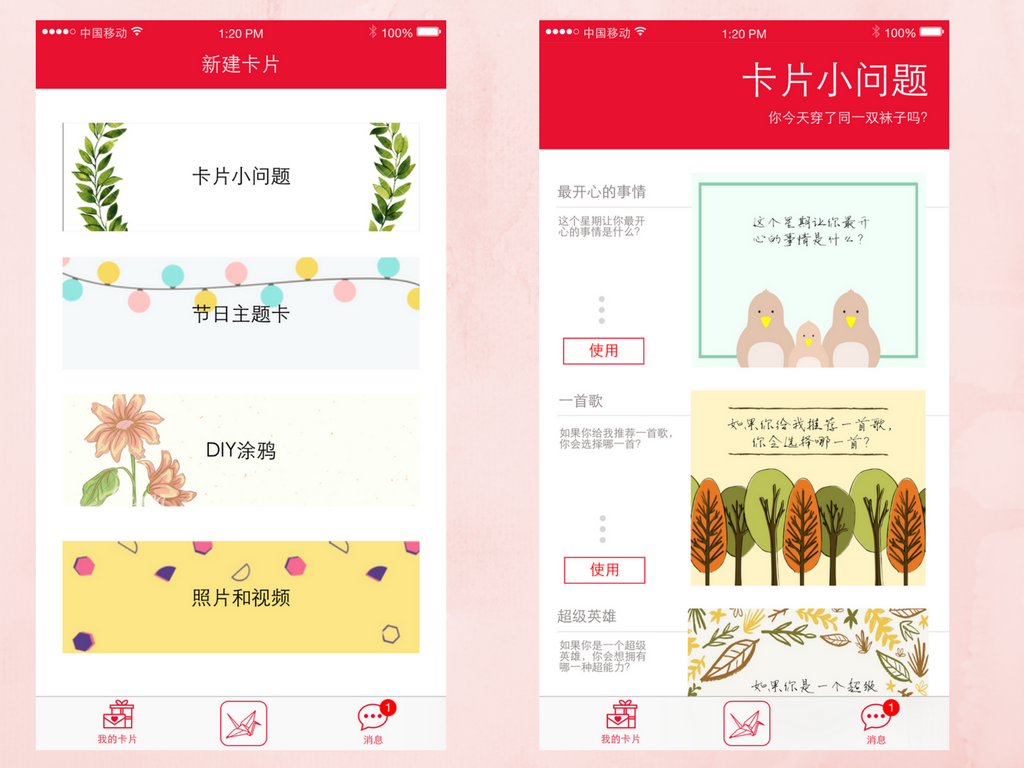 中国移动
1:20 PM
100%
新建卡片
卡片小问题
节日主题卡
DIY涂鸦
照片和视频
我的卡片
1
消息
中国移动
1:20 PM
100%
卡片小问题
你今天穿了同一双袜子吗?
最开心的事情
这个星期让你最开
心的事情是什么?
使用
这个星期让你最开
心的事情是什么?
一首歌
如果你给我推荐一首歌,
你会选择哪一首?
使用
如果你给我推荐一首歌,
你会选择哪一首?
超级英雄
如果你是一个超级
英雄，你会想拥有
哪一种超能力?
如果你是一个超级
我的卡片
1
消息